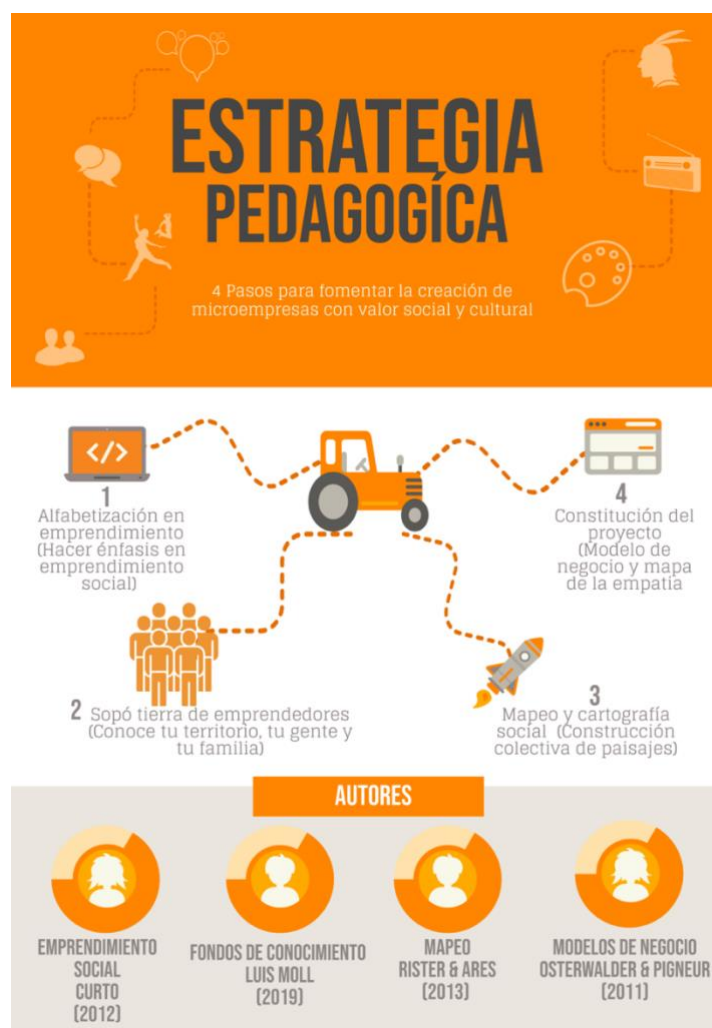 ESTRATEGIA
PEDAGOGÍCA
4 Pasos para fomentar la creación de
microempresas con valor social y cultural
</>
1
Alfabetización en
emprendimiento
(Hacer énfasis en
emprendimiento
social)
2 Sopó tierra de emprendedores
(Conoce tu territorio, tu gente y
tu familia)
3
Mapeo y cartografía
social (Construcción
colectiva de paisajes)
4
Constitución del
proyecto
(Modelo de
negocio y mapa
de la empatía
AUTORES
EMPRENDIMIENTO
SOCIAL
CURTO
(2012)
FONDOS DE CONOCIMIENTO
LUIS MOLL
(2019)
MAPEO
RISTER & ARES
(2013)
MODELOS DE NEGOCIO
OSTERWALDER & PIGNEUR
(2011)